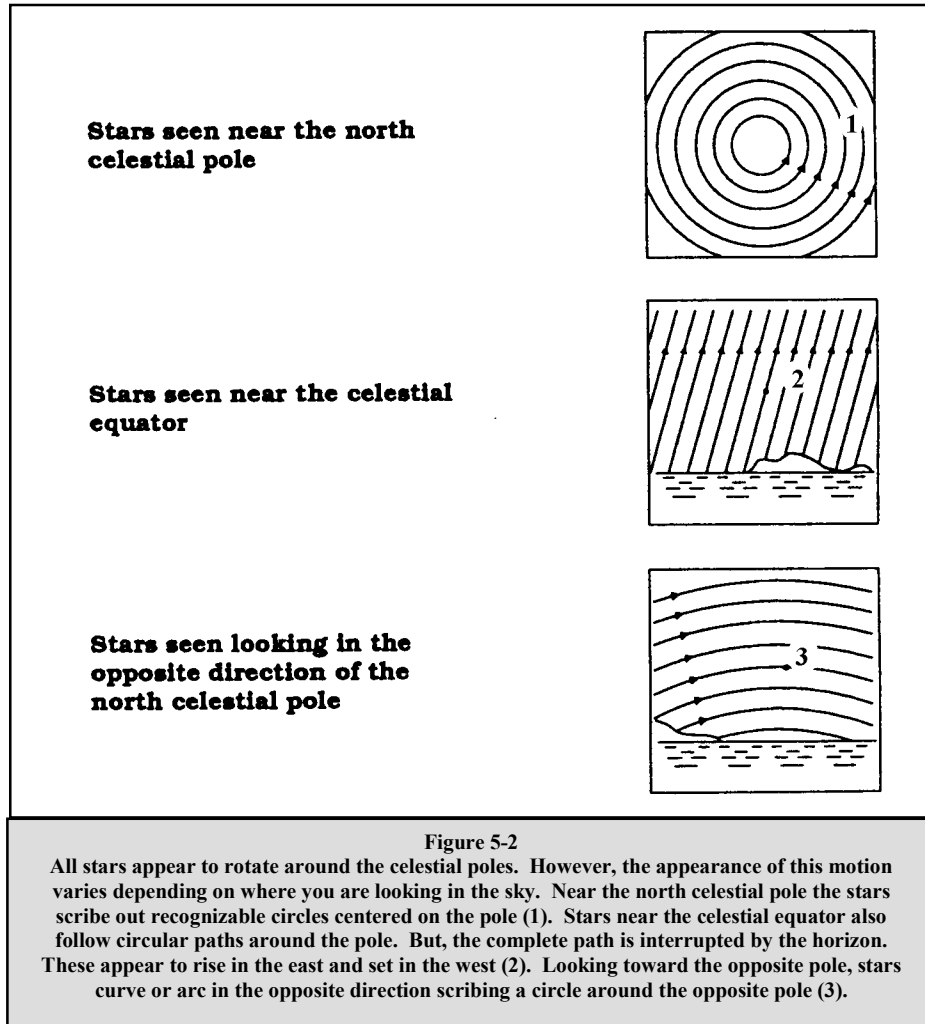 Stars seen near the north
celestial pole
1
Stars seen near the celestial
equator
2
Stars seen looking in the
opposite direction of the
north celestial pole
3
Figure 5-2
All stars appear to rotate around the celestial poles. However, the appearance of this motion
varies depending on where you are looking in the sky. Near the north celestial pole the stars
scribe out recognizable circles centered on the pole (1). Stars near the celestial equator also
follow circular paths around the pole. But, the complete path is interrupted by the horizon.
These appear to rise in the east and set in the west (2). Looking toward the opposite pole, stars
curve or arc in the opposite direction scribing a circle around the opposite pole (3).